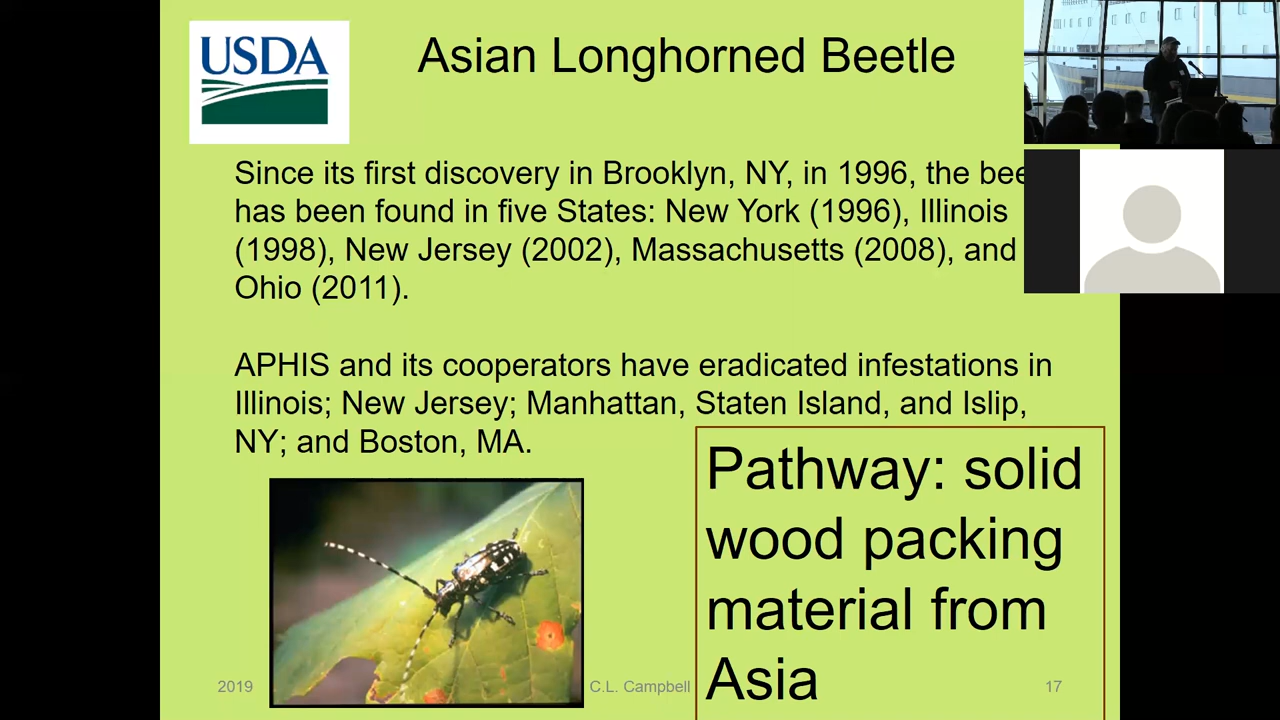 USDA
Asian Longhorned Beetle
Since its first discovery in Brooklyn, NY, in 1996, the
has been found in five States: New York (1996), Illinois
(1998), New Jersey (2002), Massachusetts (2008), and
Ohio (2011).
APHIS and its cooperators have eradicated infestations in
Illinois; New Jersey; Manhattan, Staten Island, and Islip,
NY; and Boston, MA.
Pathway: solid
wood packing
material from
Asia
2019
C.L. Campbell
17